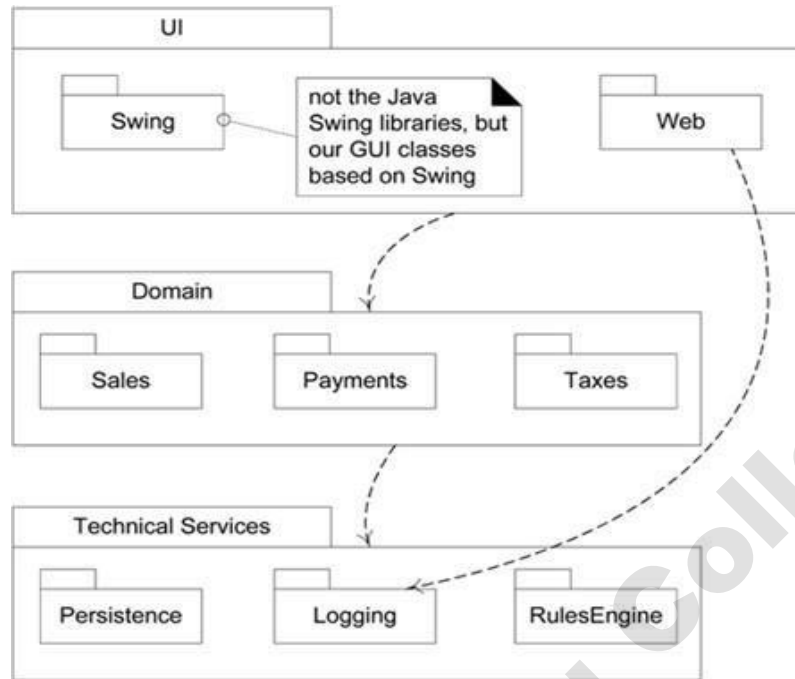 UI
Swing
not the Java
Swing libraries, but
our GUI classes
based on Swing
Web
Domain
Sales
Payments
Taxes
Technical Services
Persistence
Logging
RulesEngine